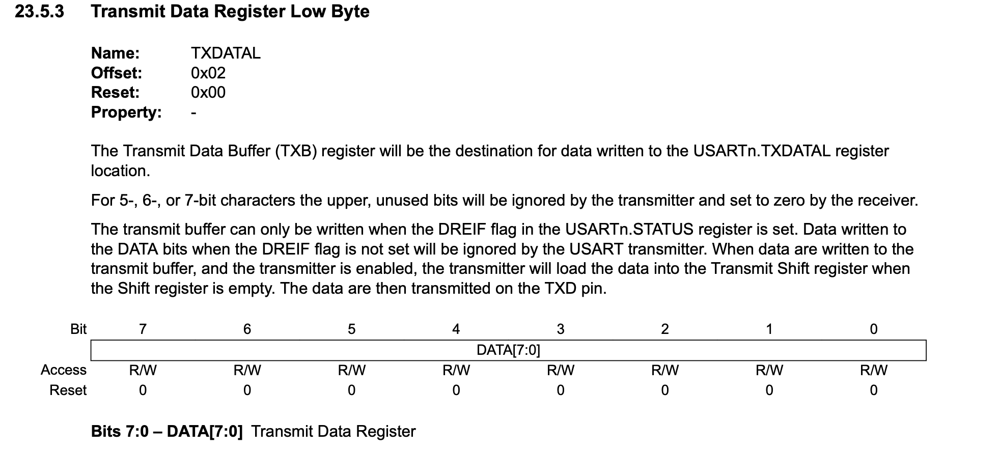 23.5.3 Transmit Data Register Low Byte
Name: TXDATAL
Offset: 0x02
Reset: 0x00
Property: -
The Transmit Data Buffer (TXB) register will be the destination for data written to the USARTn.TXDATAL register
location.
For 5-, 6-, or 7-bit characters the upper, unused bits will be ignored by the transmitter and set to zero by the receiver.
The transmit buffer can only be written when the DREIF flag in the USARTn.STATUS register is set. Data written to
the DATA bits when the DREIF flag is not set will be ignored by the USART transmitter. When data are written to the
transmit buffer, and the transmitter is enabled, the transmitter will load the data into the Transmit Shift register when
the Shift register is empty. The data are then transmitted on the TXD pin.
Bit 7 6 5 4 3 2 1 0
DATA[7:0]
Access R/W R/W R/W R/W R/W R/W R/W R/W
Reset 0 0 0 0 0 0 0 0
Bits 7:0 – DATA[7:0] Transmit Data Register